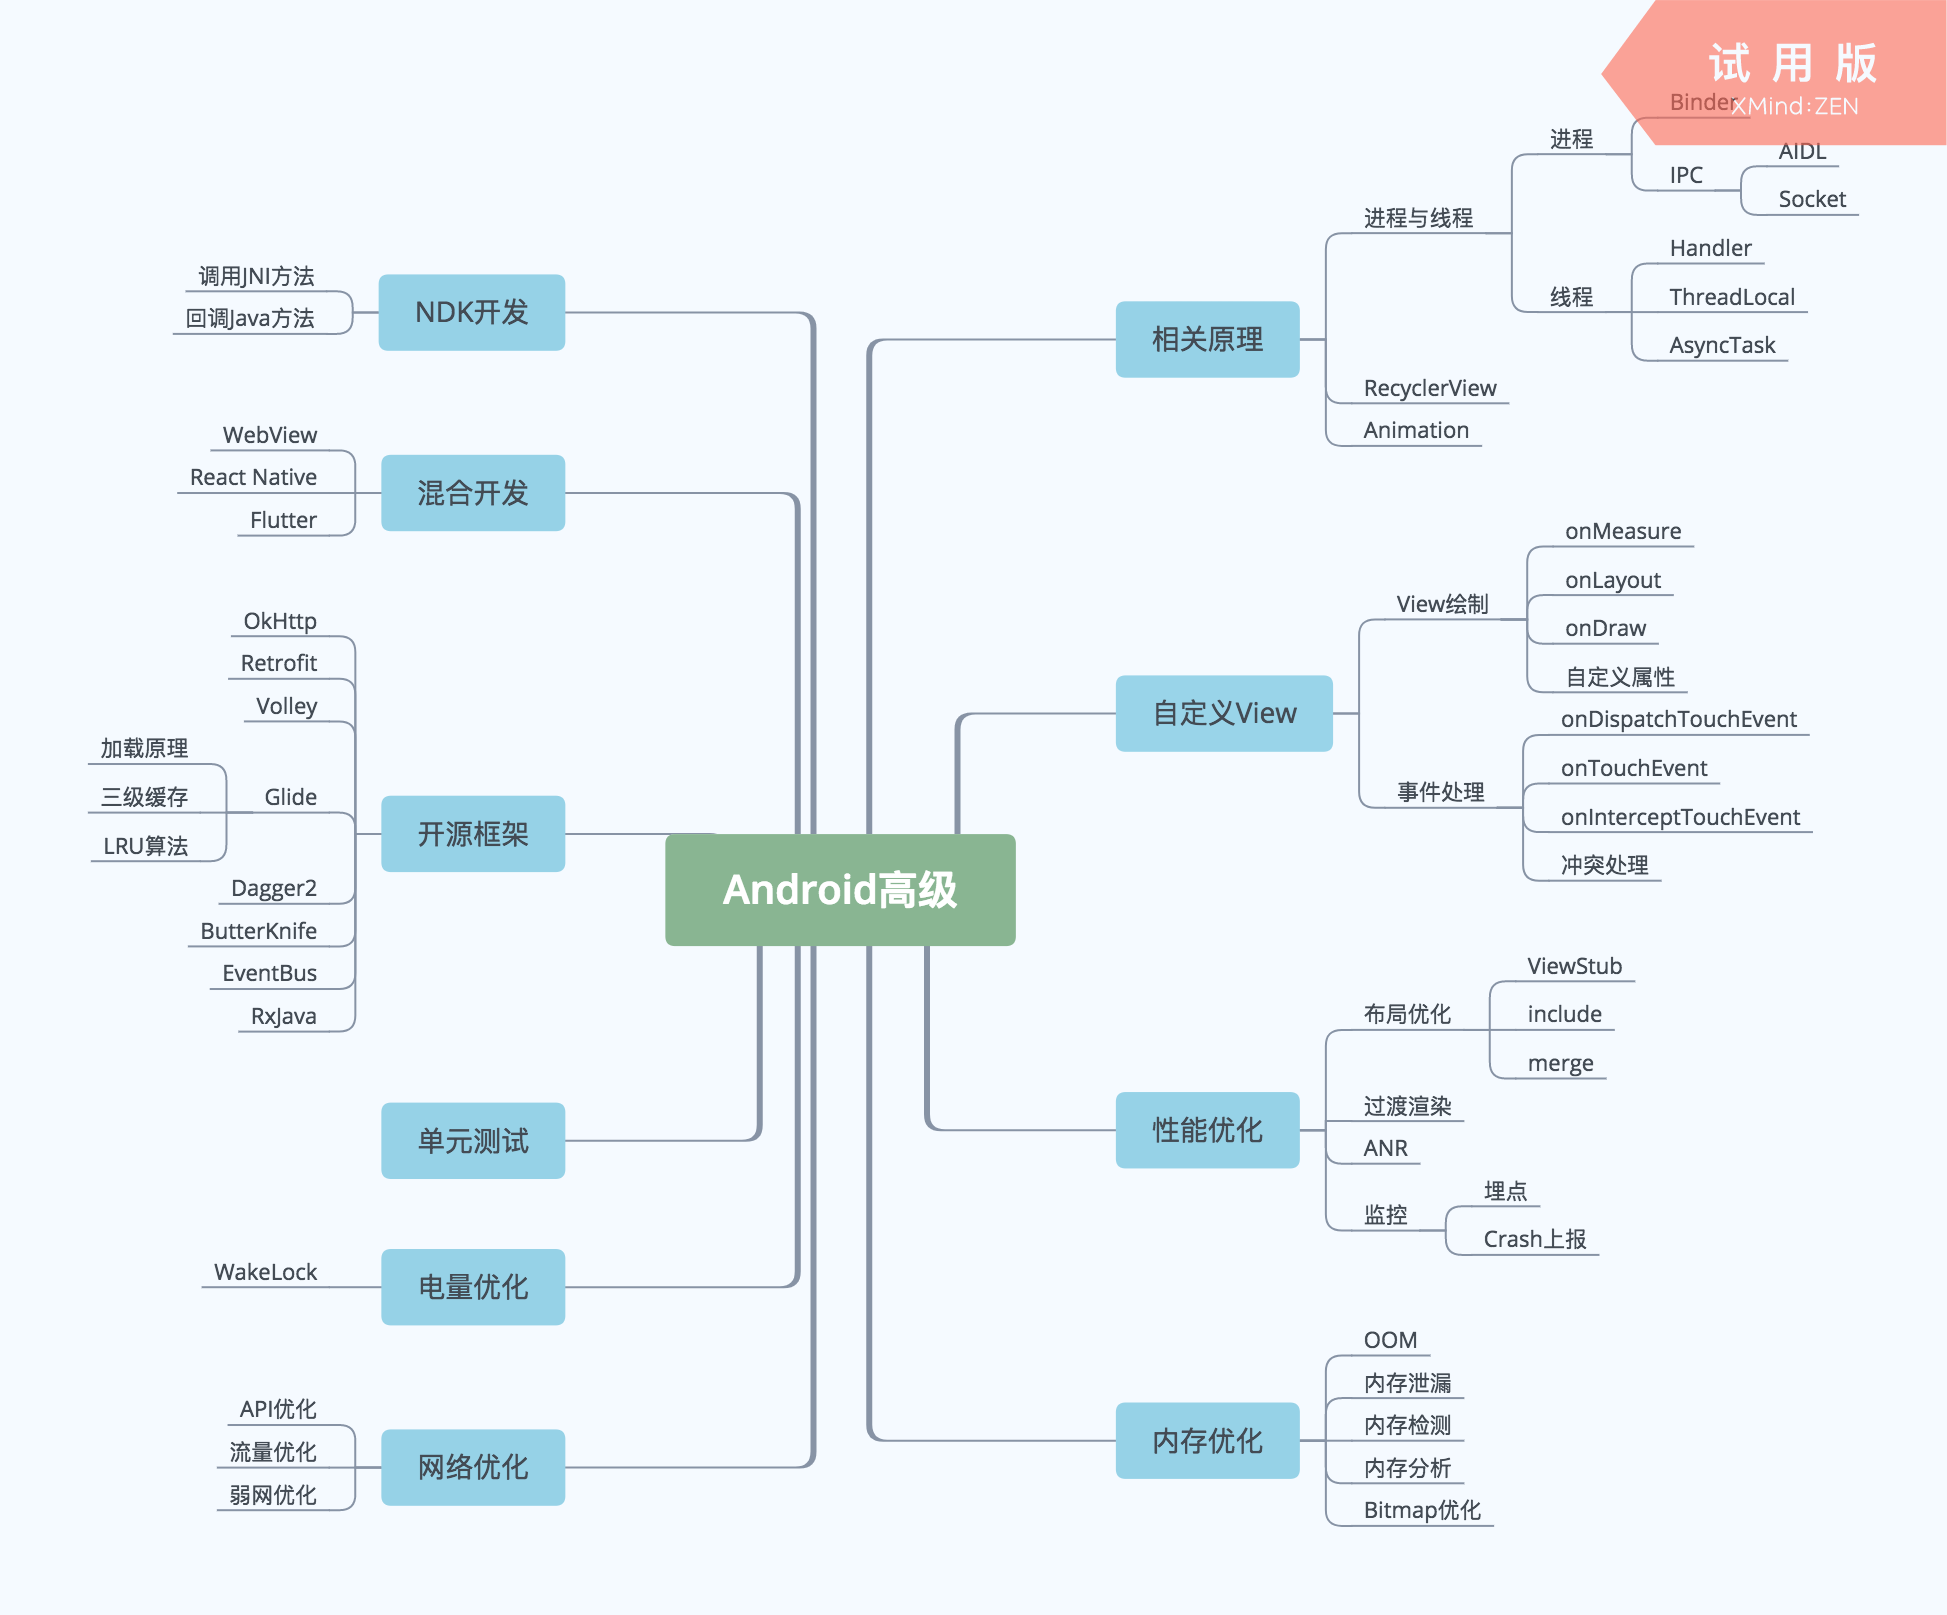 试用版
XMind:ZEN
Android高级
相关原理
进程与线程
进程
Binder
IPC
AIDL
Socket
线程
Handler
ThreadLocal
AsyncTask
RecyclerView
Animation
自定义View
View绘制
onMeasure
onLayout
onDraw
自定义属性
事件处理
onDispatchTouchEvent
onTouchEvent
onInterceptTouchEvent
冲突处理
性能优化
布局优化
ViewStub
include
merge
过渡渲染
ANR
监控
埋点
Crash上报
内存优化
OOM
内存泄漏
内存检测
内存分析
Bitmap优化
NDK开发
调用JNI方法
回调Java方法
混合开发
WebView
React Native
Flutter
开源框架
OkHttp
Retrofit
Volley
Glide
加载原理
三级缓存
LRU算法
Dagger2
ButterKnife
EventBus
RxJava
单元测试
电量优化
WakeLock
网络优化
API优化
流量优化
弱网优化